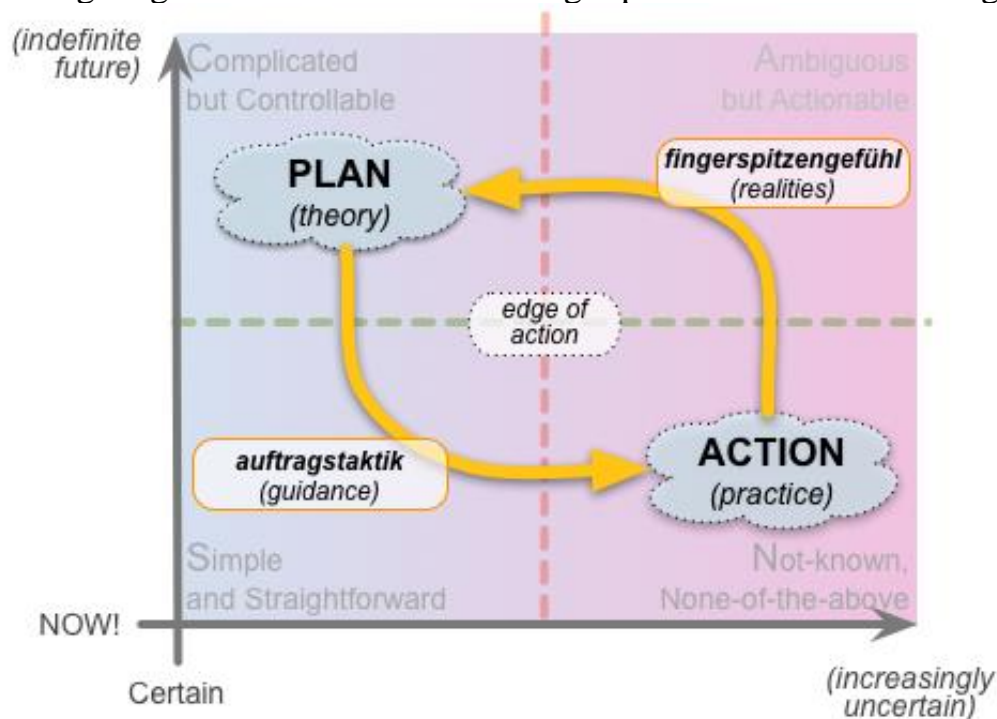 (indefinite
future)
Complicated
but Controllable
Ambiguous
but Actionable
PLAN
(theory)
fingerspitzengefühl
(realities)
edge of
action
auftragstaktik
(guidance)
ACTION
(practice)
Simple
and Straightforward
Not-known,
None-of-the-above
NOW!
Certain
(increasingly
uncertain)